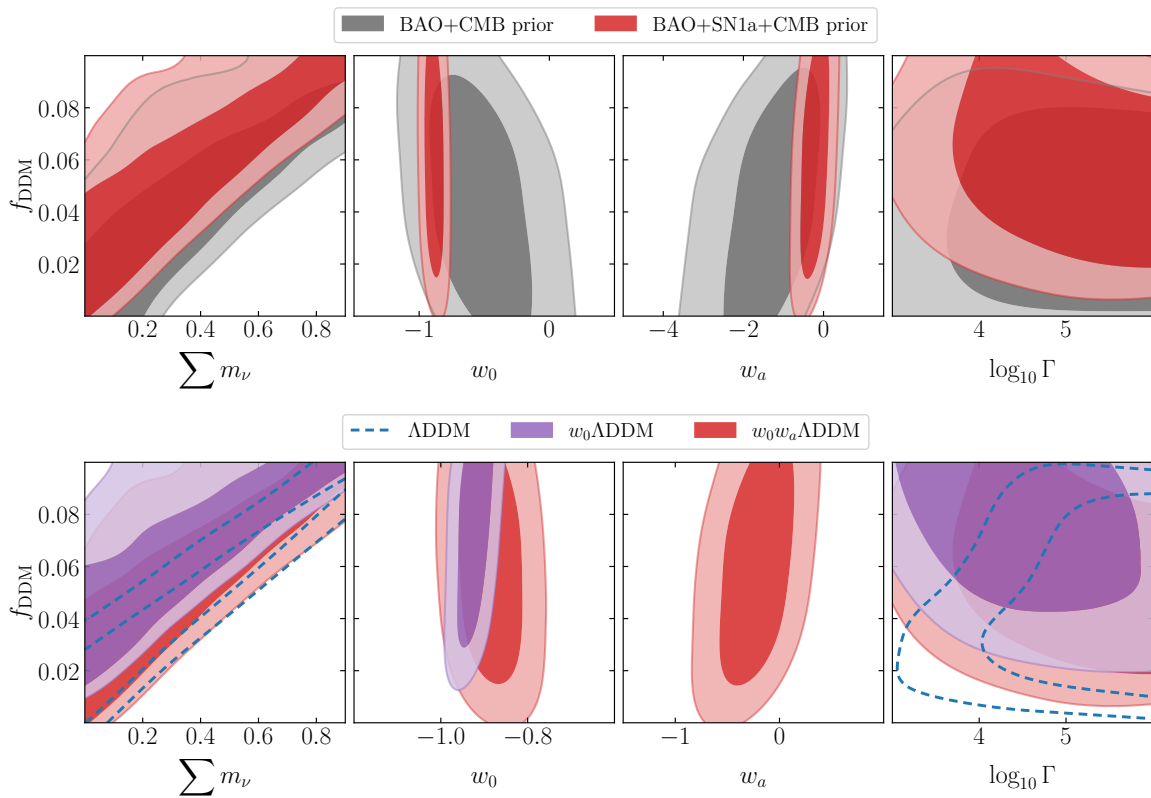 BAO+CMB prior BAO+SN1a+CMB prior
0.08
0.06
0.04
0.02
f_DDM
0.2 0.4 0.6 0.8 −1 0 −4 −2 0 4 5
∑ m_ν w_0 w_a log_10 Γ
ΛDDM w_0ΛDDM w_0w_aΛDDM
0.08
0.06
0.04
0.02
f_DDM
0.2 0.4 0.6 0.8 −1.0 −0.8 −1 0 4 5
∑ m_ν w_0 w_a log_10 Γ